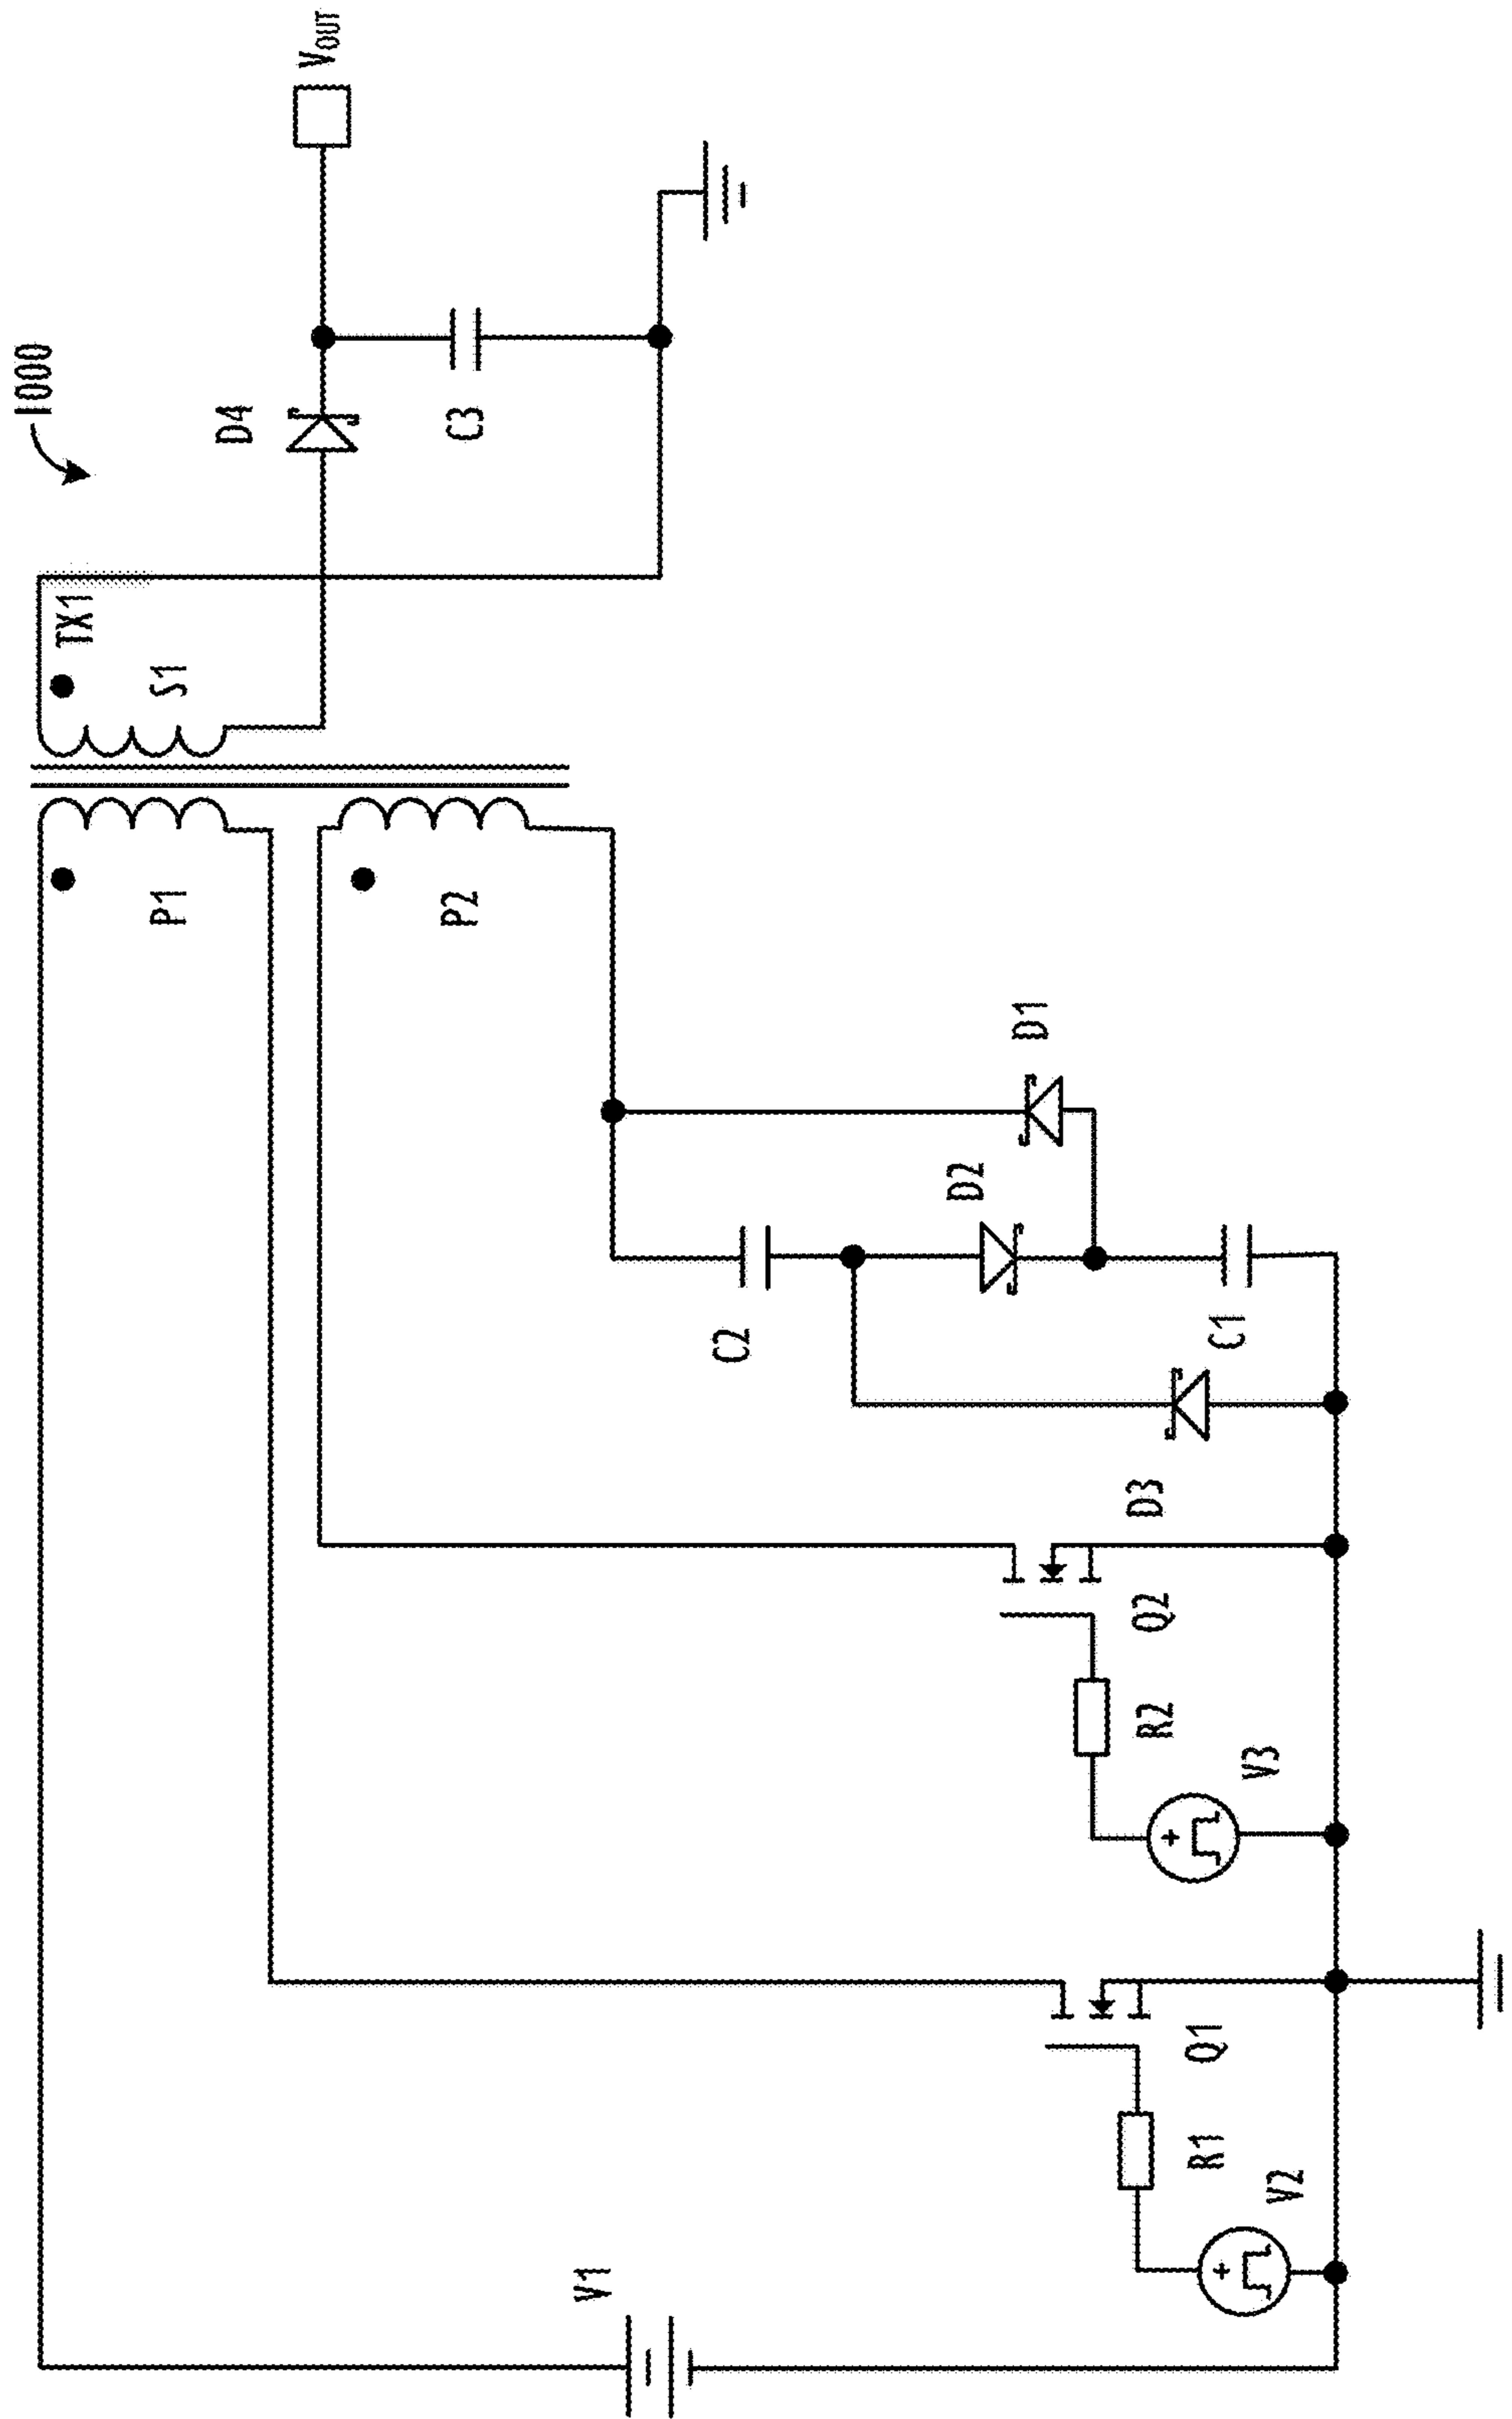 1000
TX1
P1
S1
D4
VOUT
C3
P2
V1
C2
D2
D1
D3
C1
Q2
R2
V3
Q1
R1
V2
+
+